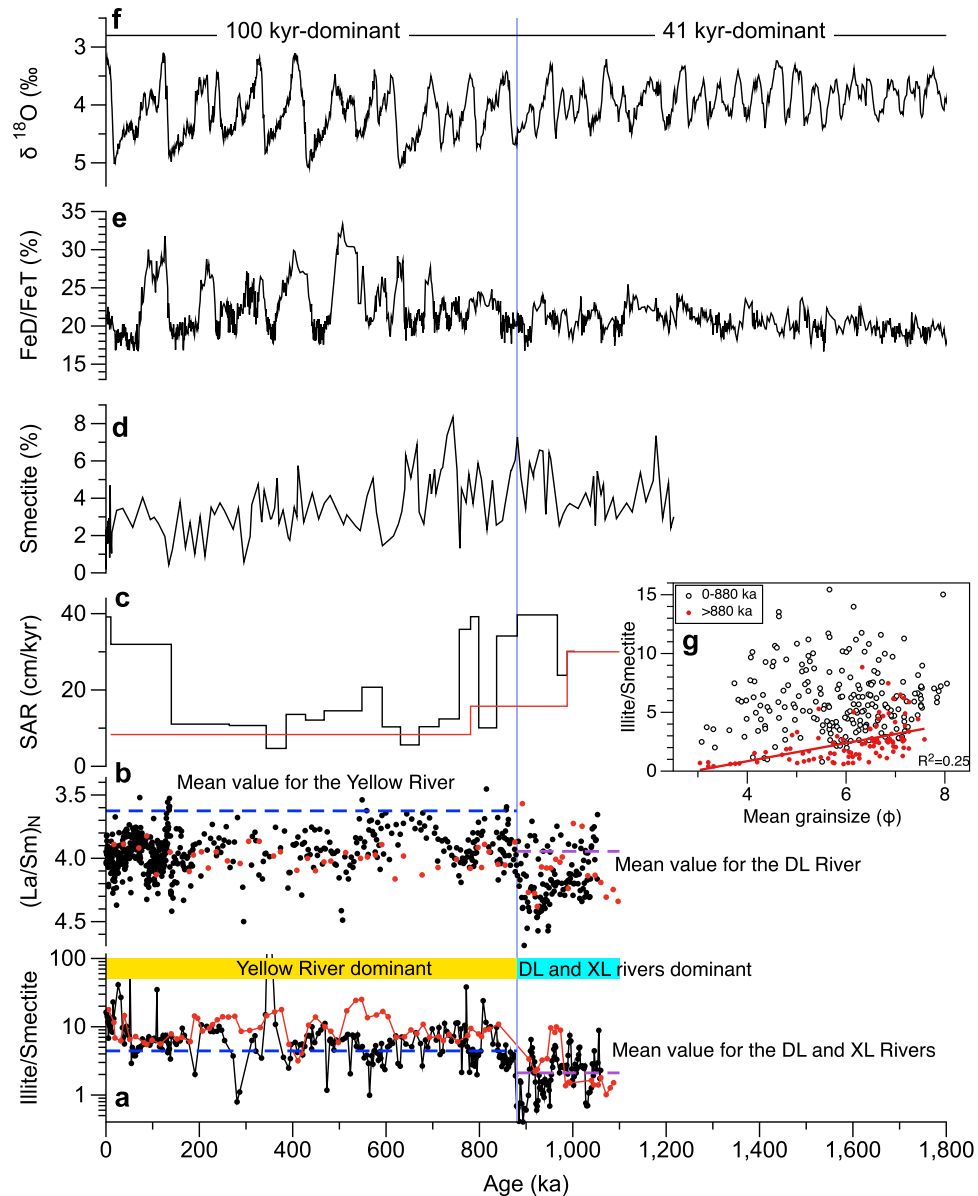 f
100 kyr-dominant
41 kyr-dominant
3
4
5
δ 18O (‰
e
35
30
25
20
15
FeD/FeT (%)
d
8
6
4
2
0
Smectite (%)
c
40
20
0
SAR (cm/kyr)
15
10
5
0
Illite/Smectite
0-880 ka
>880 ka
g
R2=0.25
4
6
8
Mean grainsize (φ)
b
Mean value for the Yellow River
3.5
4.0
4.5
(La/Sm)N
Mean value for the DL River
100
10
1
Illite/Smectite
Yellow River dominant
DL and XL rivers dominant
Mean value for the DL and XL Rivers
a
0
200
400
600
800
1,000
1,200
1,400
1,600
1,800
Age (ka)